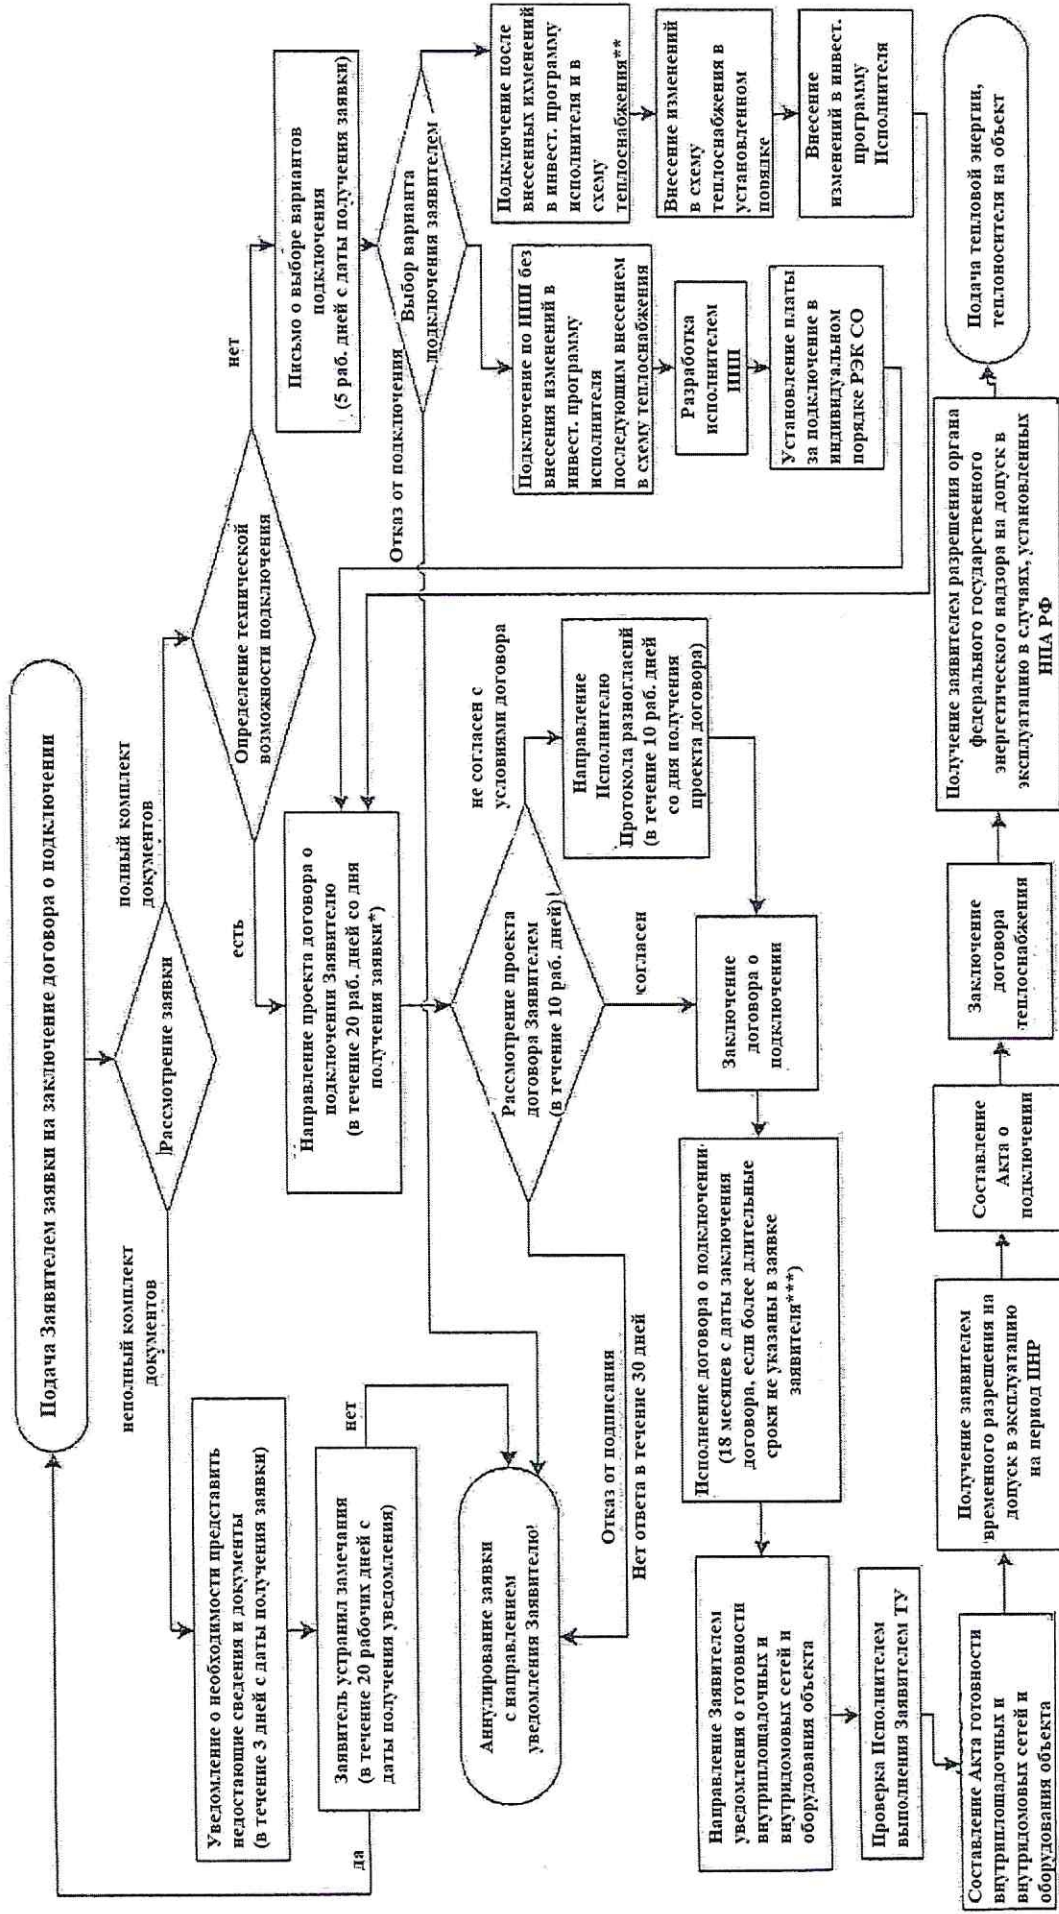 Подача Заявителем заявки на заключение договора о подключении
неполный комплект
документов
Рассмотрение заявки
полный комплект
документов
Уведомление о необходимости представить
недостающие сведения и документы
(в течение 3 дней с даты получения заявки)
Заявитель устранил замечания
(в течение 20 рабочих дней с
даты получения уведомления)
да
нет
Аннулирование заявки
с направлением
уведомления Заявителю
Определение технической
возможности подключения
есть
нет
Письмо о выборе вариантов
подключения
(5 раб. дней с даты получения заявки)
Выбор варианта
подключения заявителем
Отказ от подключения
Подключение по ИПП без
внесения изменений в
инвест. программу
исполнителя
последующим внесением
в схему теплоснабжения
Разработка
исполнителем
ИПП
Установление платы
за подключение в
индивидуальном
порядке РЭК СО
Подключение после
внесенных ихменений
в инвест. программу
исполнителя и в
схему
теплоснабжения**
Внесение изменений
в схему
теплоснабжения в
установленном
порядке
Внесение
изменений в инвест.
программу
Исполнителя
Направление проекта договора о
подключении Заявителю
(в течение 20 раб. дней со дня
получения заявки*)
Рассмотрение проекта
договора Заявителем
(в течение 10 раб. дней)
не согласен с
условиями договора
Направление
Исполнителю
Протокола разногласий
(в течение 10 раб. дней
со дня получения
проекта договора)
согласен
Отказ от подписания
Нет ответа в течение 30 дней
Заключение
договора о
подключении
Исполнение договора о подключении
(18 месяцев с даты заключения
договора, если более длительные
сроки не указаны в заявке
заявителя***)
Направление Заявителем
уведомления о готовности
внутриплощадочных и
внутридомовых сетей и
оборудования объекта
Проверка Исполнителем
выполнения Заявителем ТУ
Составление Акта готовности
внутриплощадочных и
внутридомовых сетей и
оборудования объекта
Получение заявителем
временного разрешения на
допуск в эксплуатацию
на период ПНР
Составление
Акта о
подключении
Заключение
договора
теплоснабжения
Получение заявителем разрешения органа
федерального государственного
энергетического надзора на допуск в
эксплуатацию в случаях, установленных
НПА РФ
Подача тепловой энергии,
теплоносителя на объект